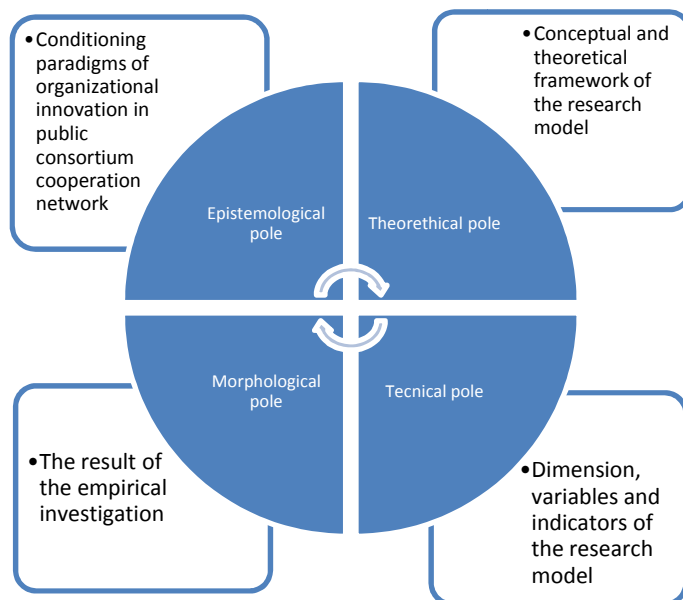 •Conditioning
paradigms of
organizational
innovation in
public
consortium
cooperation
network
•Conceptual and
theoretical
framework of
the research
model
Epistemological
pole
Theorethical pole
Morphological
pole
Tecnical pole
•The result of
the empirical
investigation
•Dimension,
variables and
indicators of
the research
model